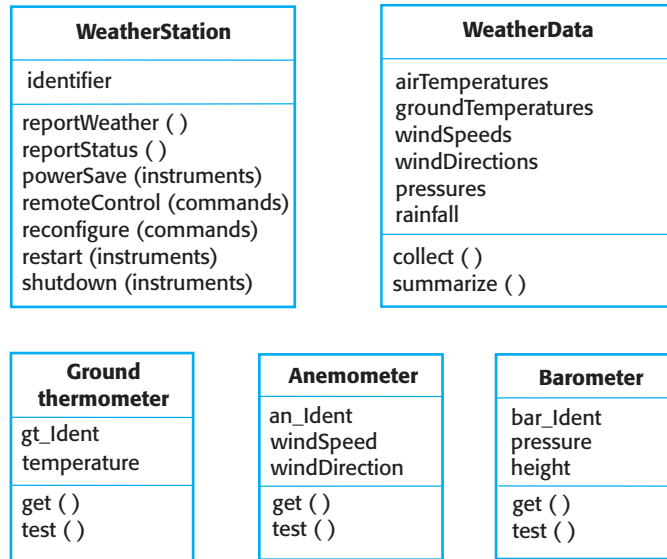 WeatherStation
identifier
reportWeather ( )
reportStatus ( )
powerSave (instruments)
remoteControl (commands)
reconfigure (commands)
restart (instruments)
shutdown (instruments)
WeatherData
airTemperatures
groundTemperatures
windSpeeds
windDirections
pressures
rainfall
collect ( )
summarize ( )
Ground
thermometer
gt_Ident
temperature
get ( )
test ( )
Anemometer
an_Ident
windSpeed
windDirection
get ( )
test ( )
Barometer
bar_Ident
pressure
height
get ( )
test ( )